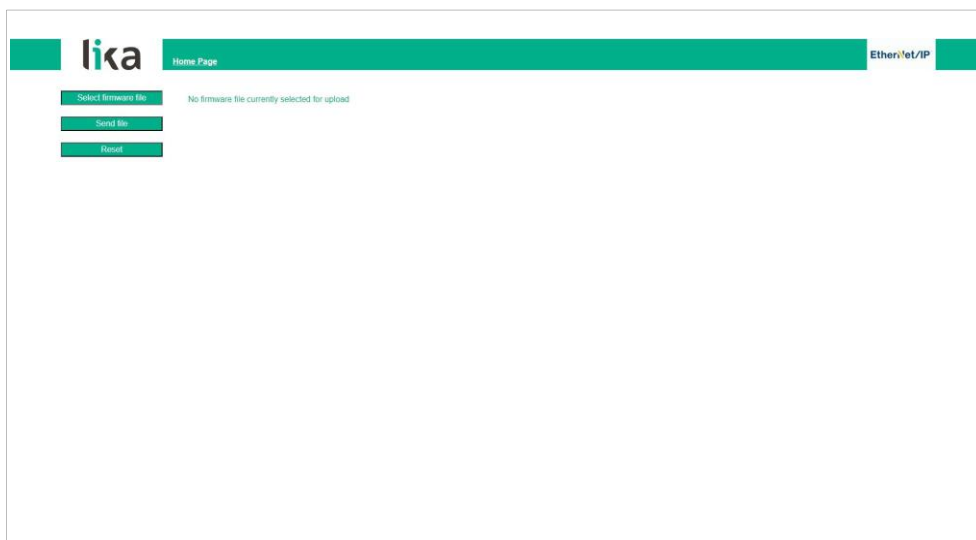 lika
Home Page
EtherNet/IP
Select firmware file
No firmware file currently selected for upload
Send file
Reset